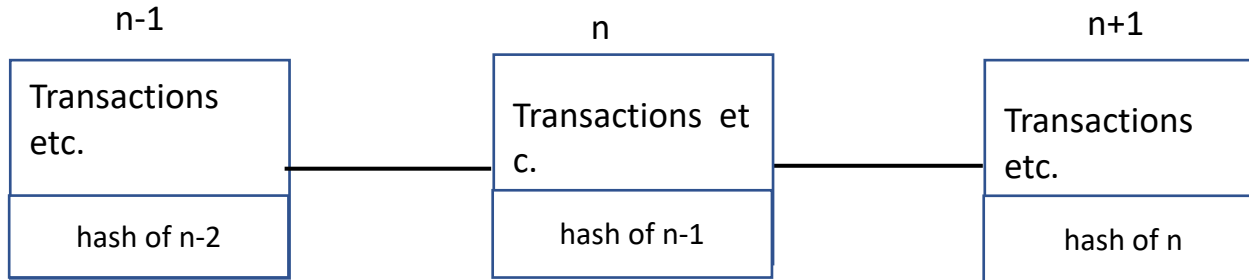 n-1
n
n+1
Transactions
etc.
Transactions et
c.
Transactions
etc.
hash of n-2
hash of n-1
hash of n